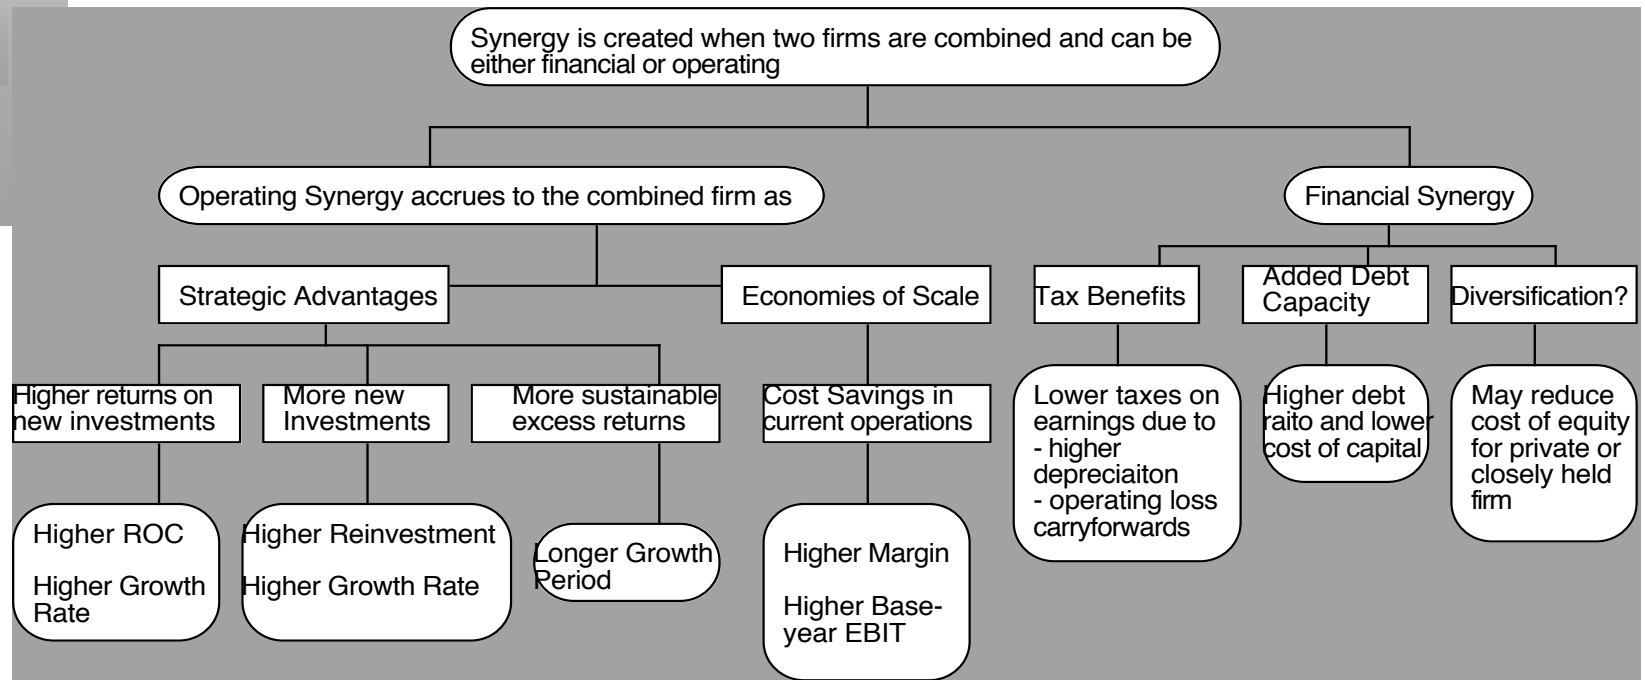 Synergy is created when two firms are combined and can be
either financial or operating
Operating Synergy accrues to the combined firm as
Financial Synergy
Strategic Advantages
Economies of Scale
Tax Benefits
Added Debt
Capacity
Diversification?
Higher returns on
new investments
More new
Investments
More sustainable
excess returns
Cost Savings in
current operations
Lower taxes on
earnings due to
- higher
depreciaiton
- operating loss
carryforwards
Higher debt
raito and lower
cost of capital
May reduce
cost of equity
for private or
closely held
firm
Higher ROC
Higher Growth
Rate
Higher Reinvestment
Higher Growth Rate
Longer Growth
Period
Higher Margin
Higher Base-
year EBIT